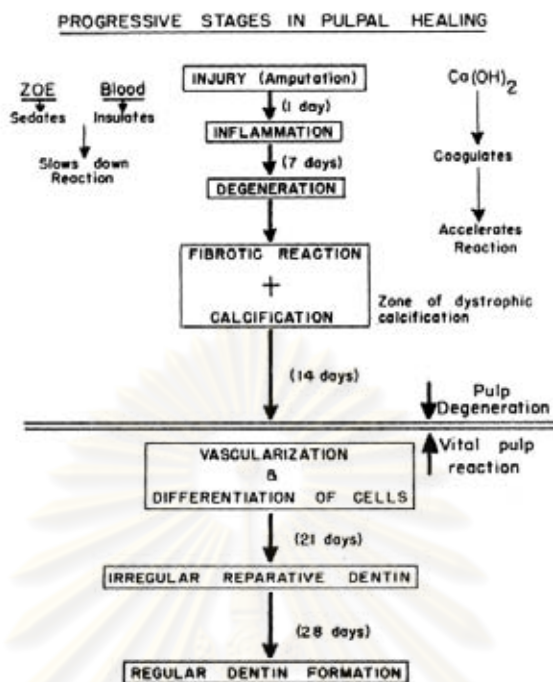 PROGRESSIVE STAGES IN PULPAL HEALING
ZOE
Sedates
Blood
Insulates
Slows down
Reaction
INJURY (Amputation)
(1 day)
INFLAMMATION
(7 days)
DEGENERATION
FIBROTIC REACTION
+
CALCIFICATION
Zone of dystrophic
calcification
Ca(OH)2
Coagulates
Accelerates
Reaction
(14 days)
Pulp
Degeneration
Vital pulp
reaction
VASCULARIZATION
&
DIFFERENTIATION OF CELLS
(21 days)
IRREGULAR REPARATIVE DENTIN
(28 days)
REGULAR DENTIN FORMATION